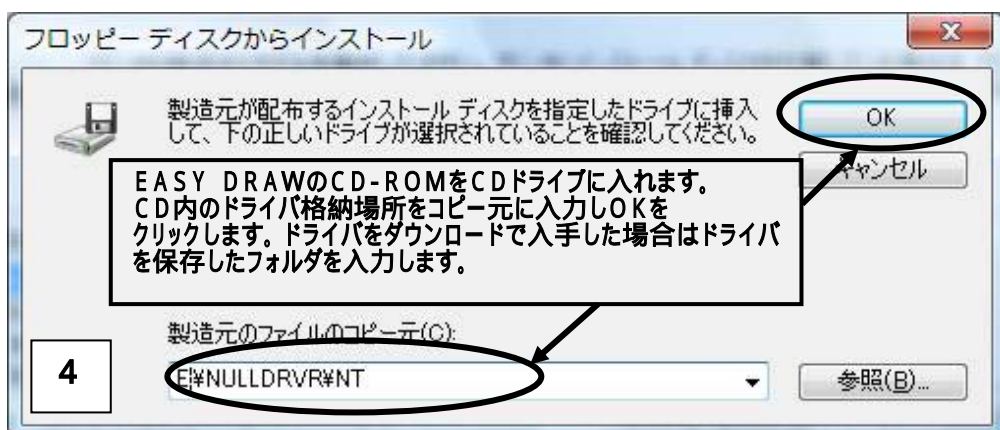 フロッピー ディスクからインストール
製造元が配布するインストール ディスクを指定したドライブに挿入
して、下の正しいドライブが選択されていることを確認してください。
OK
キャンセル
EASY DRAWのCD-ROMをCDドライブに入れます。
CD内のドライバ格納場所をコピー元に入力しOKを
クリックします。ドライバをダウンロードで入手した場合はドライバ
を保存したフォルダを入力します。
製造元のファイルのコピー元(C):
4
E:¥NULLDRVR¥NT
参照(B)...